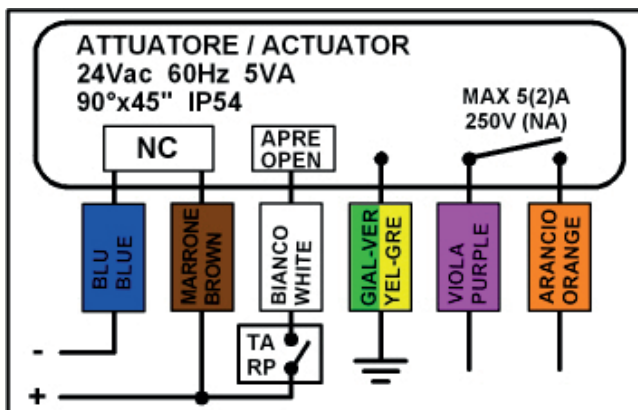 ATTUATORE / ACTUATOR
24Vac 60Hz 5VA
90°x45" IP54
MAX 5(2)A
250V (NA)
NC
APRE
OPEN
BLU
BLUE
MARRONE
BROWN
BIANCO
WHITE
GIAL-VER
YEL-GRE
VIOLA
PURPLE
ARANCIO
ORANGE
TA
RP
-
+